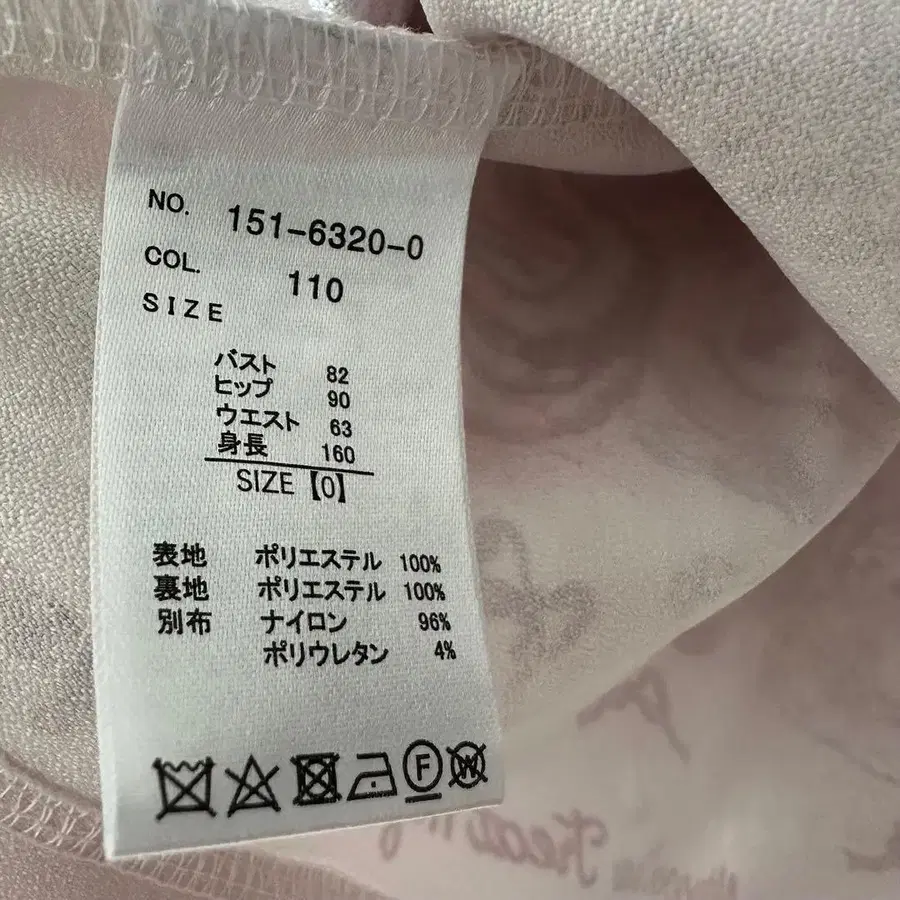 NO. 151-6320-0
COL. 110
SIZE
バスト 82
ヒップ 90
ウエスト 63
身長 160
SIZE【0】
表地 ポリエステル 100%
裏地 ポリエステル 100%
別布 ナイロン 96%
ポリウレタン 4%
F W